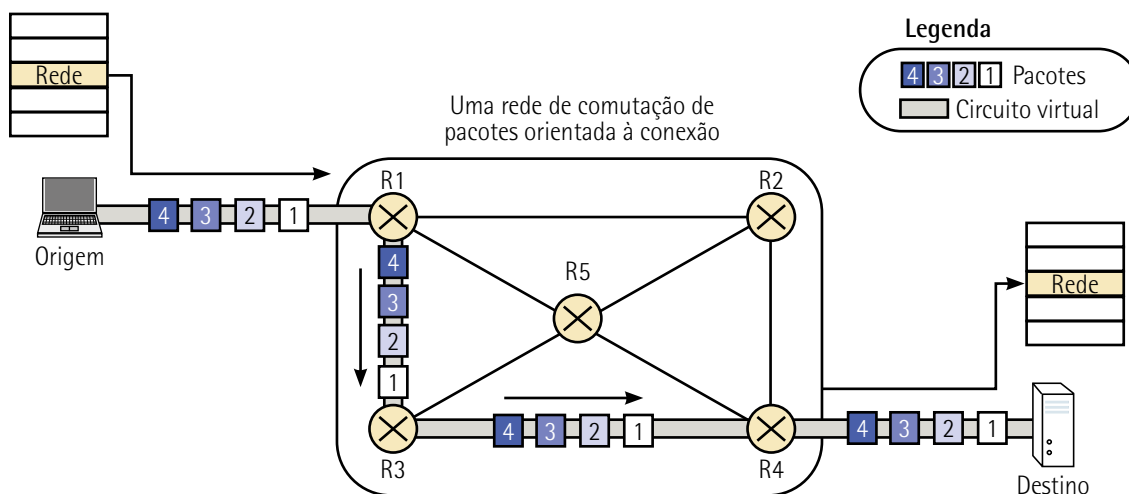 Legenda
4 3 2 1 Pacotes
Circuito virtual
Rede
Uma rede de comutação de
pacotes orientada à conexão
R1
R2
4 3 2 1
Origem
4
3
2
1
R5
Rede
4 3 2 1
4 3 2 1
R3
R4
Destino